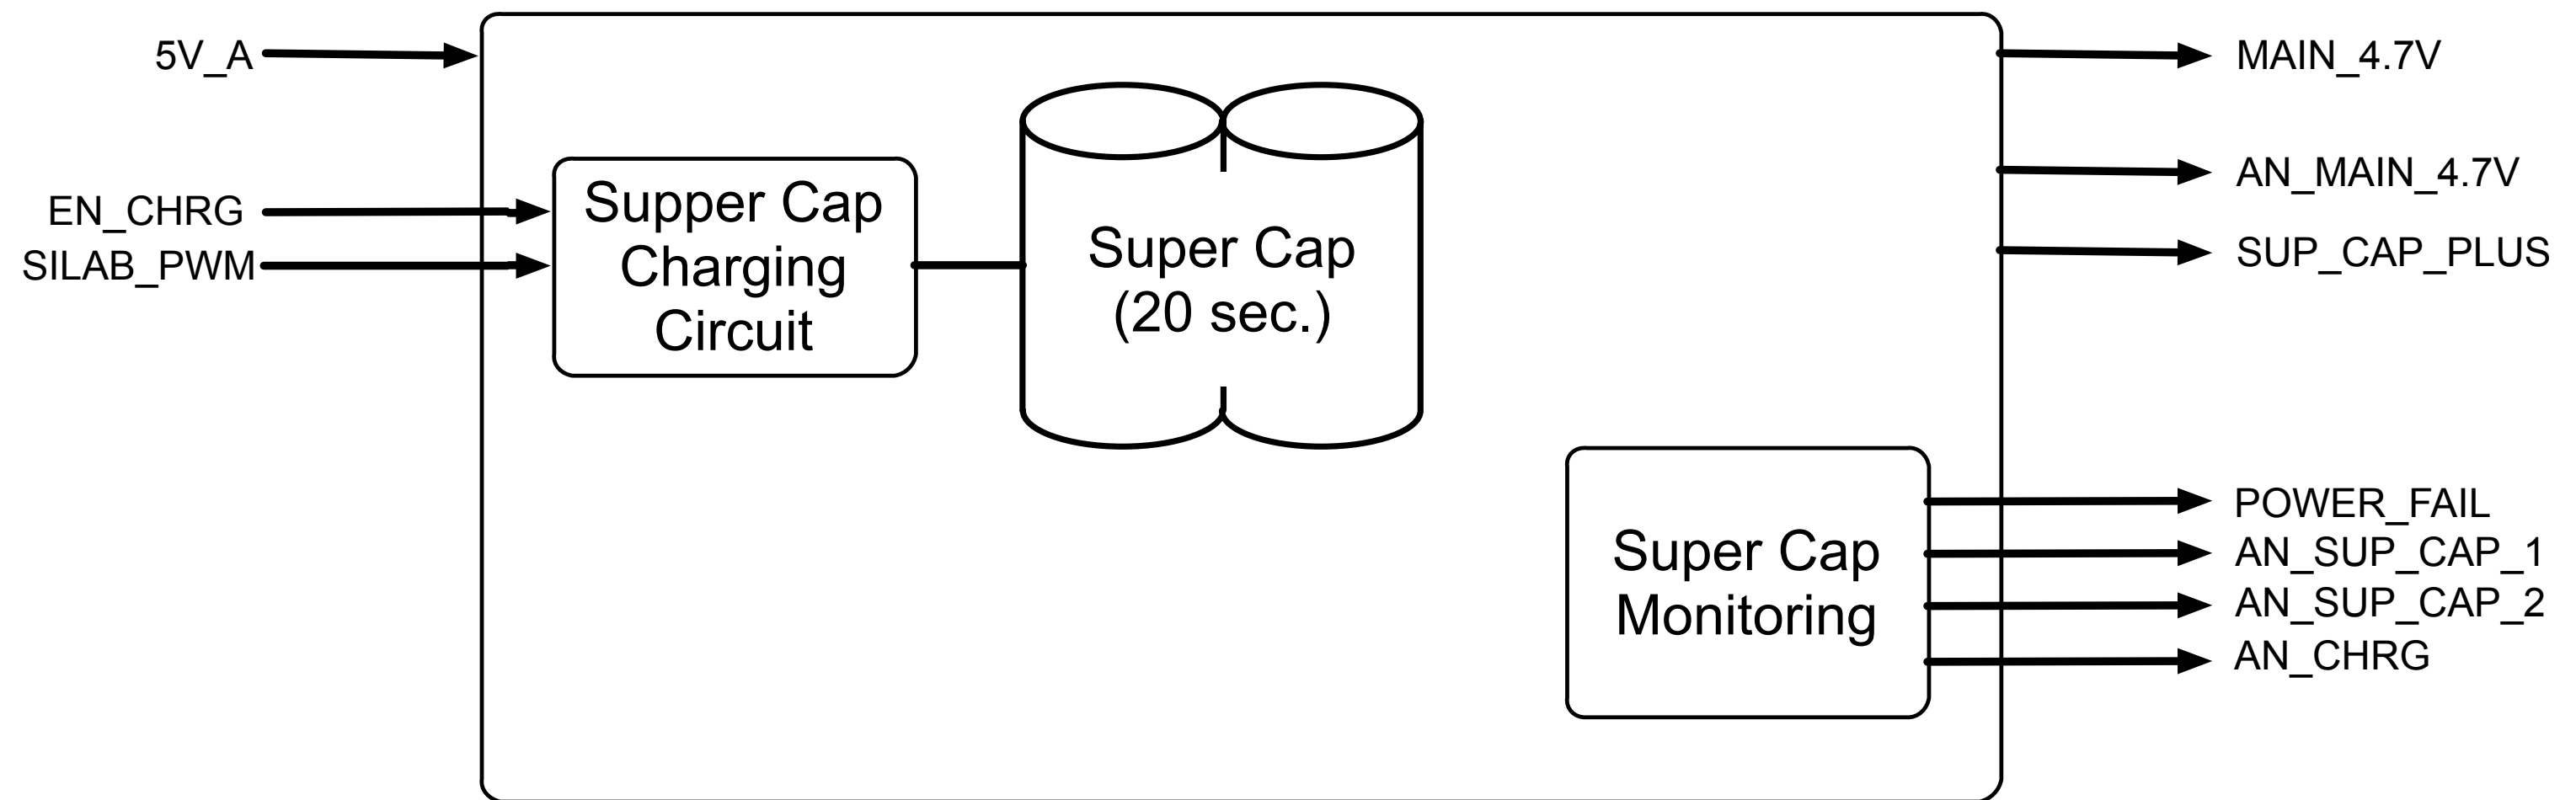 5V_A
EN_CHRG
SILAB_PWM
Supper Cap
Charging
Circuit
Super Cap
(20 sec.)
Super Cap
Monitoring
MAIN_4.7V
AN_MAIN_4.7V
SUP_CAP_PLUS
POWER_FAIL
AN_SUP_CAP_1
AN_SUP_CAP_2
AN_CHRG